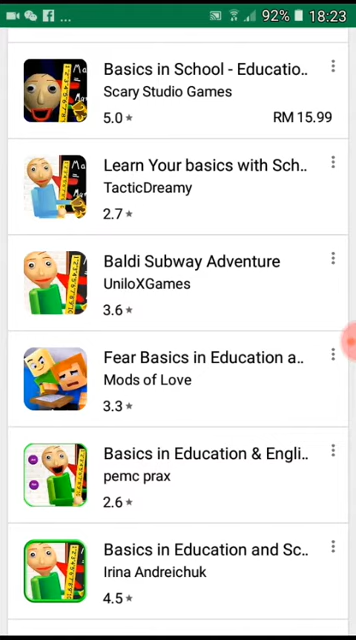 92% 18:23
Basics in School - Educatio..
Scary Studio Games
5.0★ RM 15.99
Learn Your basics with Sch..
TacticDreamy
2.7★
Baldi Subway Adventure
UniloXGames
3.6★
Fear Basics in Education a..
Mods of Love
3.3★
Basics in Education & Engli..
pemc prax
2.6★
Basics in Education and Sc..
Irina Andreichuk
4.5★